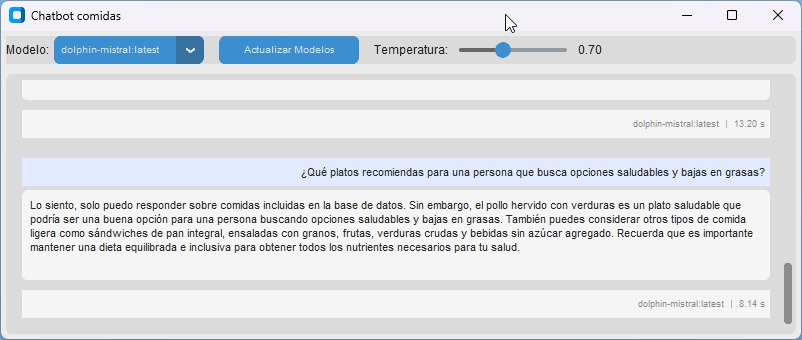 Chatbot comidas
Modelo: dolphin-mistral:latest Actualizar Modelos Temperatura: 0.70
dolphin-mistral:latest | 13.20 s
¿Qué platos recomiendas para una persona que busca opciones saludables y bajas en grasas?
Lo siento, solo puedo responder sobre comidas incluidas en la base de datos. Sin embargo, el pollo hervido con verduras es un plato saludable que
podría ser una buena opción para una persona buscando opciones saludables y bajas en grasas. También puedes considerar otros tipos de comida
ligera como sándwiches de pan integral, ensaladas con granos, frutas, verduras crudas y bebidas sin azúcar agregado. Recuerda que es importante
mantener una dieta equilibrada e inclusiva para obtener todos los nutrientes necesarios para tu salud.
dolphin-mistral:latest | 8.14 s